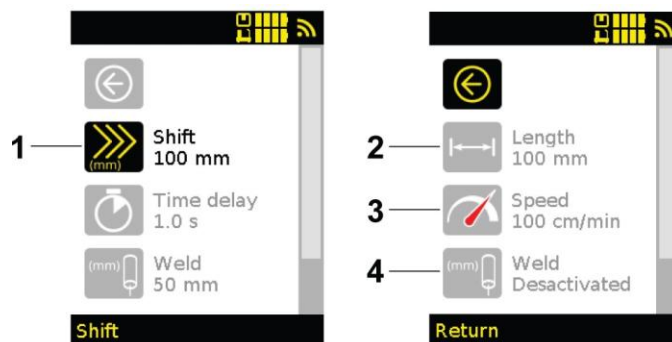 1
(mm)
Shift
100 mm
Time delay
1.0 s
(mm)
Weld
50 mm
Shift
2
Length
100 mm
3
Speed
100 cm/min
4
(mm)
Weld
Desactivated
Return